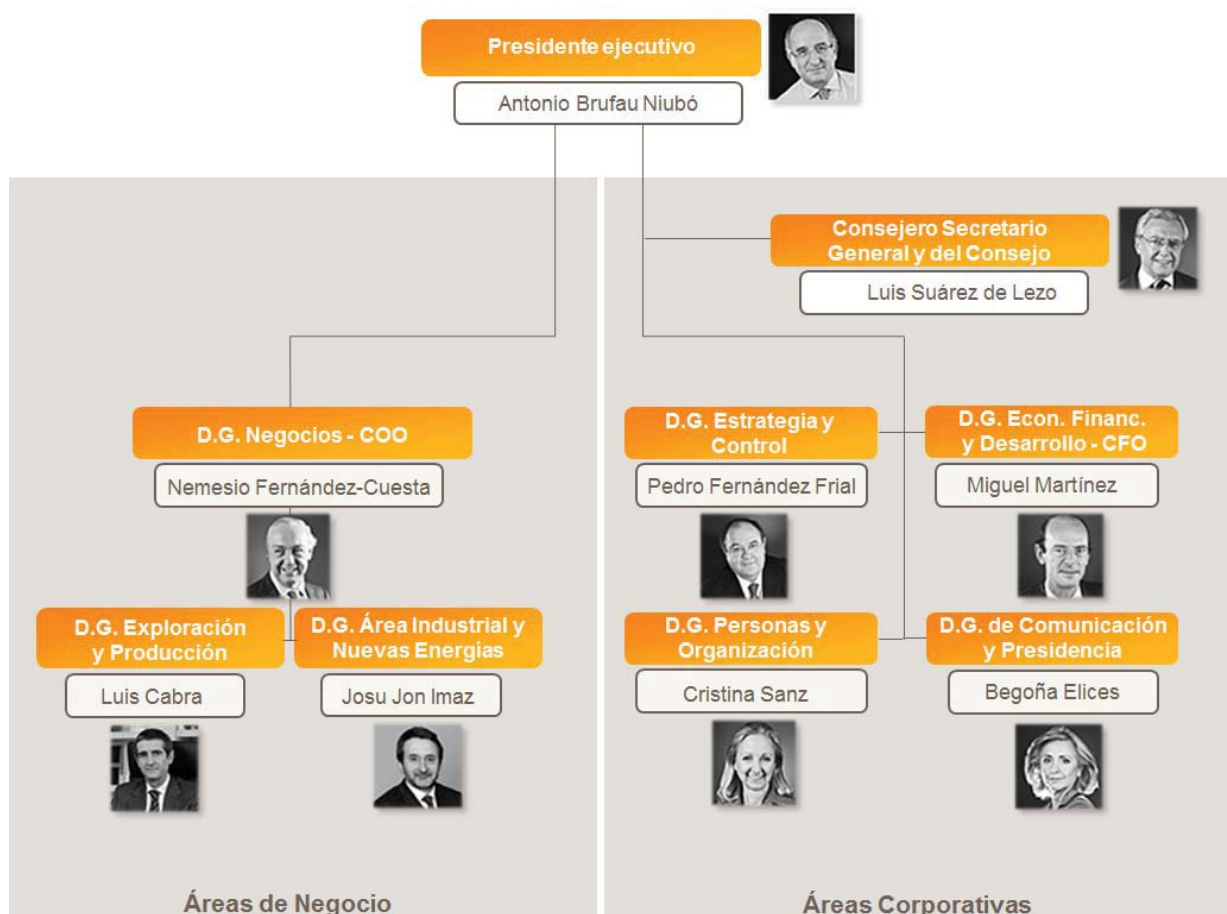 Presidente ejecutivo
Antonio Brufau Niubó
Consejero Secretario
General y del Consejo
Luis Suárez de Lezo
D.G. Negocios - COO
Nemesio Fernández-Cuesta
D.G. Estrategia y
Control
Pedro Fernández Frial
D.G. Econ. Financ.
y Desarrollo - CFO
Miguel Martínez
D.G. Exploración
y Producción
Luis Cabra
D.G. Área Industrial y
Nuevas Energías
Josu Jon Imaz
D.G. Personas y
Organización
Cristina Sanz
D.G. de Comunicación
y Presidencia
Begoña Elices
Áreas de Negocio
Áreas Corporativas